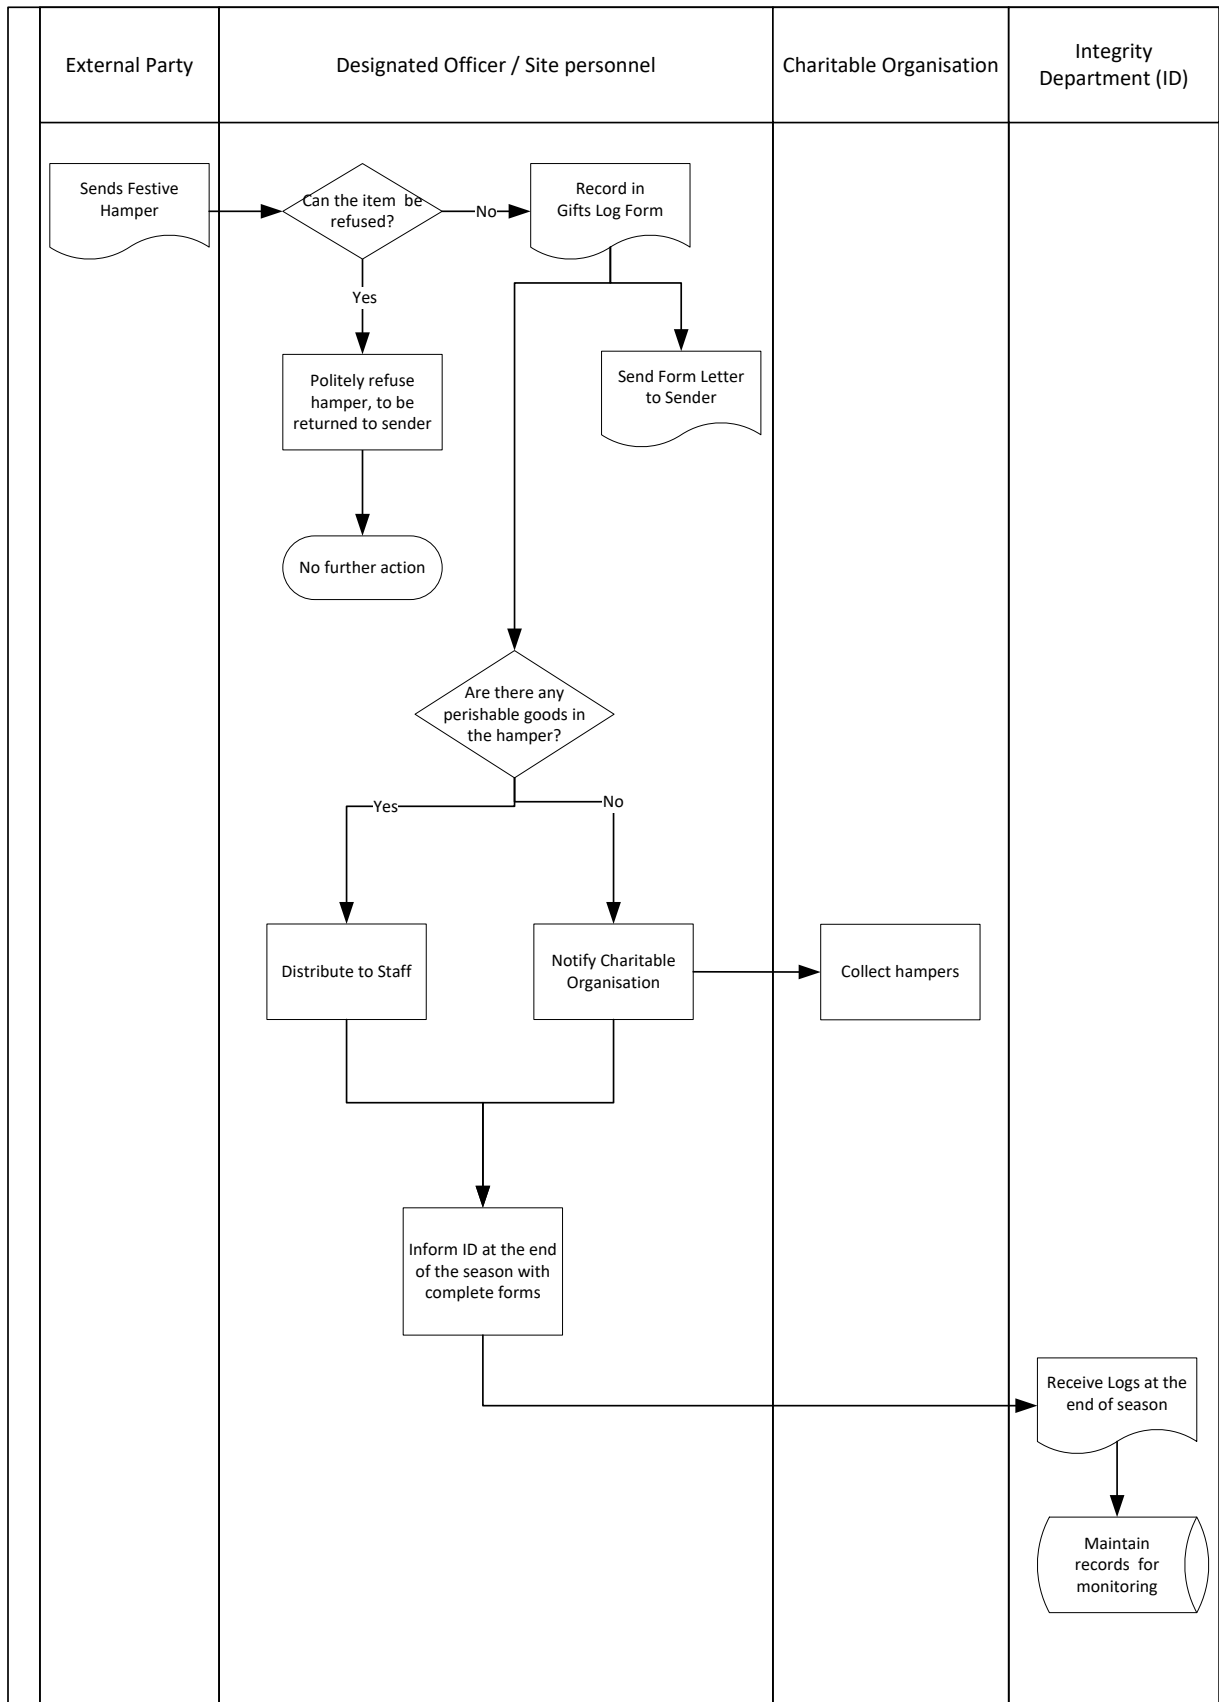 External Party
Designated Officer / Site personnel
Charitable Organisation
Integrity
Department (ID)
Sends Festive
Hamper
Can the item  be
refused?
No
Record in
Gifts Log Form
Yes
Politely refuse
hamper, to be
returned to sender
Send Form Letter
to Sender
No further action
Are there any
perishable goods in
the hamper?
Yes
No
Distribute to Staff
Notify Charitable
Organisation
Collect hampers
Inform ID at the end
of the season with
complete forms
Receive Logs at the
end of season
Maintain
records  for
monitoring